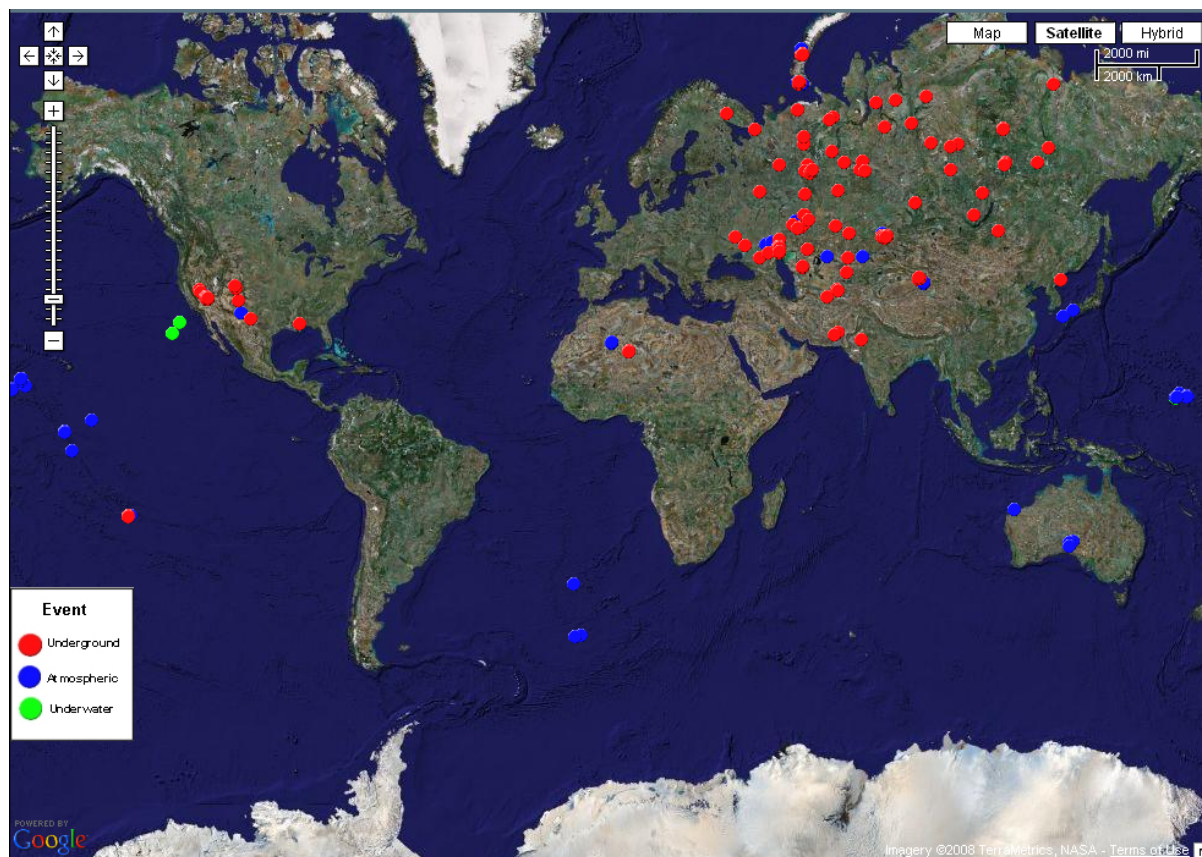 Map Satellite Hybrid
2000 mi
2000 km
Event
Underground
Atmospheric
Underwater
POWERED BY
Google
Imagery ©2008 TerraMetrics, NASA - Terms of Use